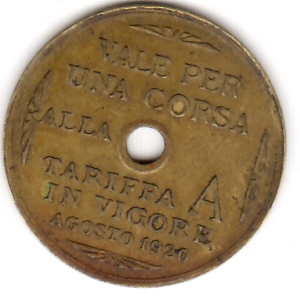 VALE PER
UNA CORSA
ALLA
TARIFFA A
IN VIGORE
AGOSTO 1920